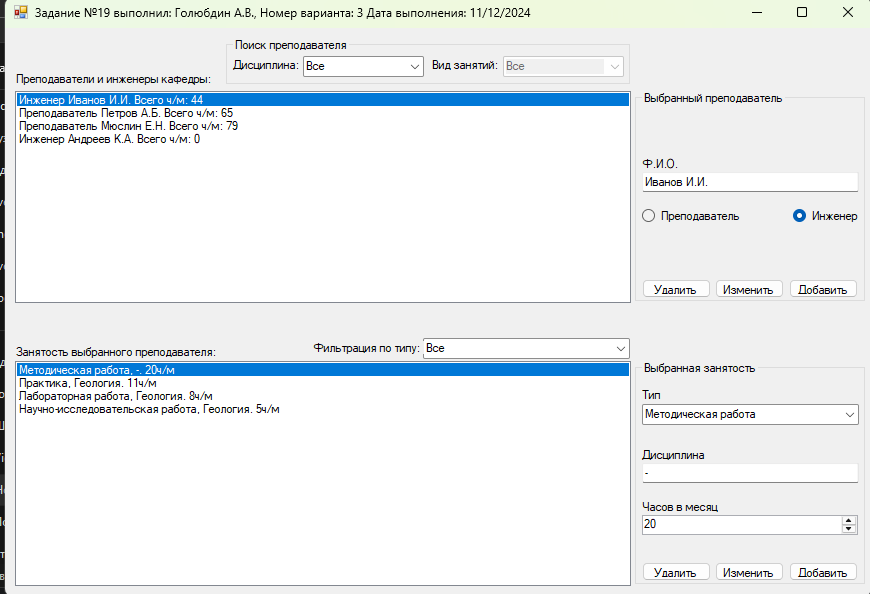 Задание №19 выполнил: Голюбдин А.В., Номер варианта: 3 Дата выполнения: 11/12/2024
Поиск преподавателя
Дисциплина: Все Вид занятий: Все
Преподаватели и инженеры кафедры:
Инженер Иванов И.И. Всего ч/м: 44
Преподаватель Петров А.Б. Всего ч/м: 65
Преподаватель Мюслин Е.Н. Всего ч/м: 79
Инженер Андреев К.А. Всего ч/м: 0
Выбранный преподаватель
Ф.И.О.
Иванов И.И.
Преподаватель Инженер
Удалить Изменить Добавить
Занятость выбранного преподавателя:
Фильтрация по типу: Все
Методическая работа, -. 20ч/м
Практика, Геология. 11ч/м
Лабораторная работа, Геология. 8ч/м
Научно-исследовательская работа, Геология. 5ч/м
Выбранная занятость
Тип
Методическая работа
Дисциплина
-
Часов в месяц
20
Удалить Изменить Добавить